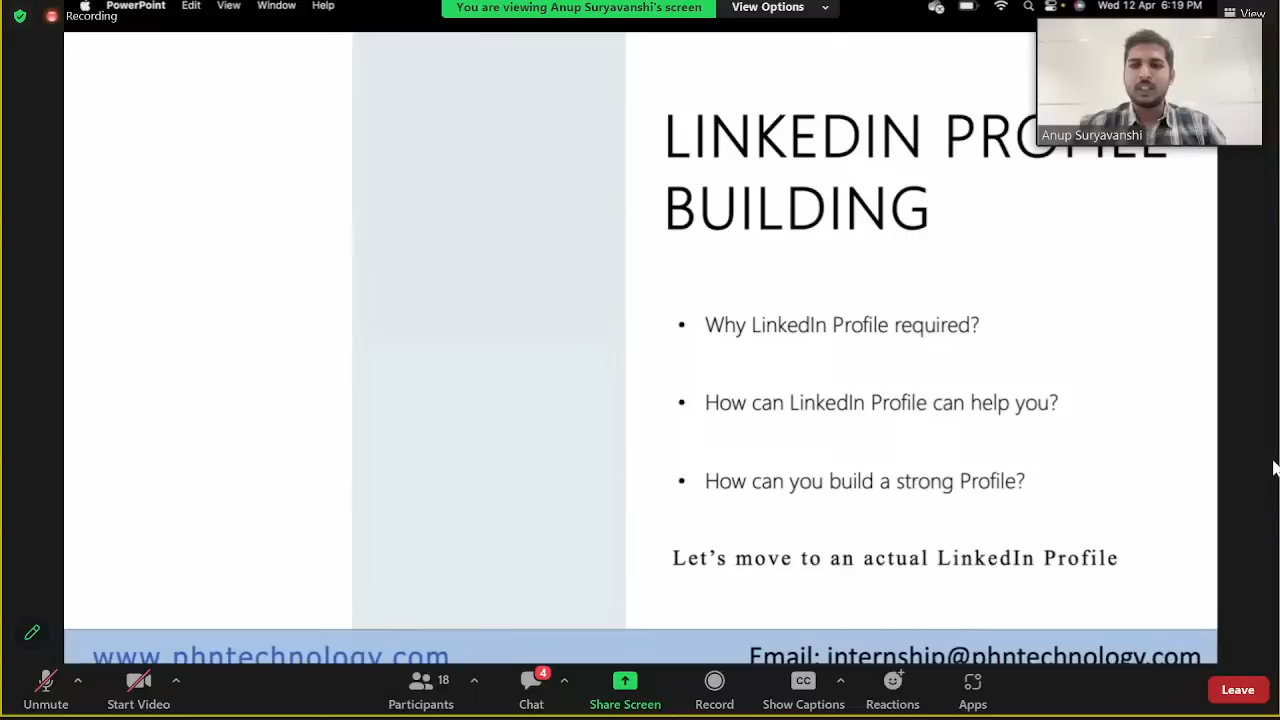 PowerPoint Edit View Window Help
You are viewing Anup Suryavanshi's screen View Options
Wed 12 Apr 6:19 PM
Recording
View
Anup Suryavanshi
LINKEDIN PROFILE
BUILDING
• Why LinkedIn Profile required?
• How can LinkedIn Profile can help you?
• How can you build a strong Profile?
Let's move to an actual LinkedIn Profile
www.phntechnology.com Email: internship@phntechnology.com
18 4 CC
Unmute Start Video Participants Chat Share Screen Record Show Captions Reactions Apps Leave